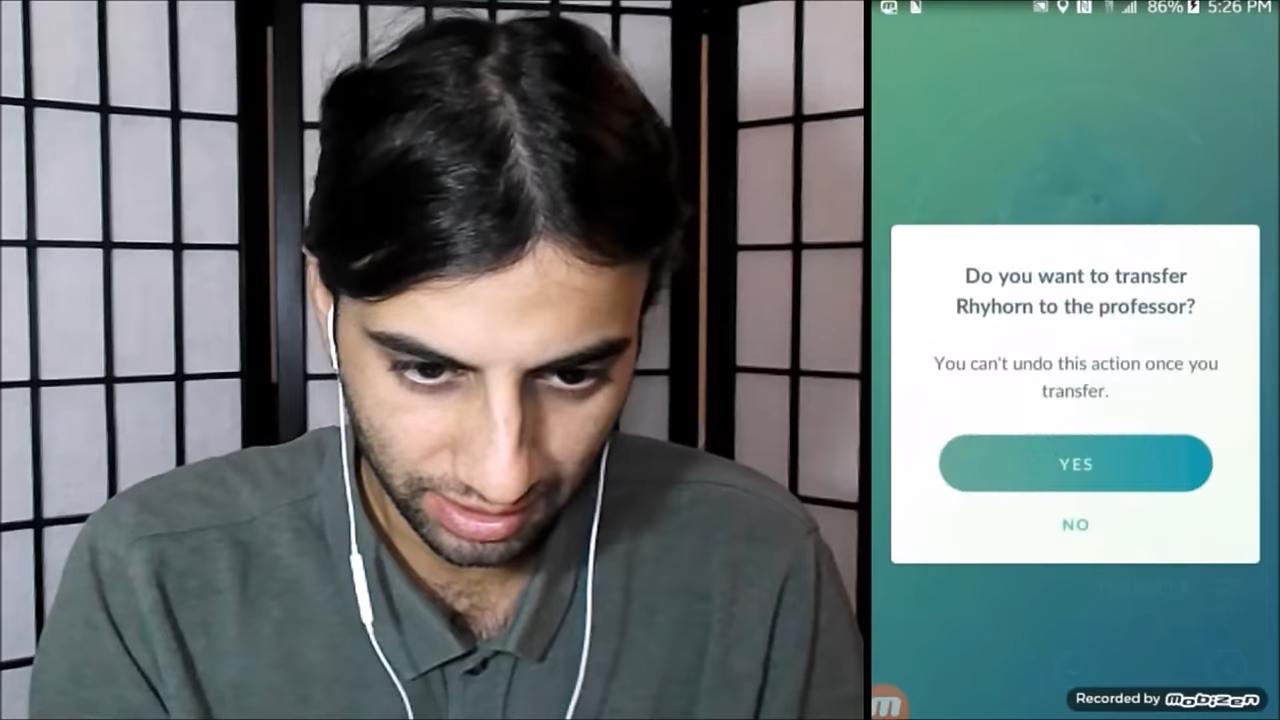 86% 5:26 PM
Do you want to transfer
Rhyhorn to the professor?
You can't undo this action once you
transfer.
YES
NO
Recorded by mobizen